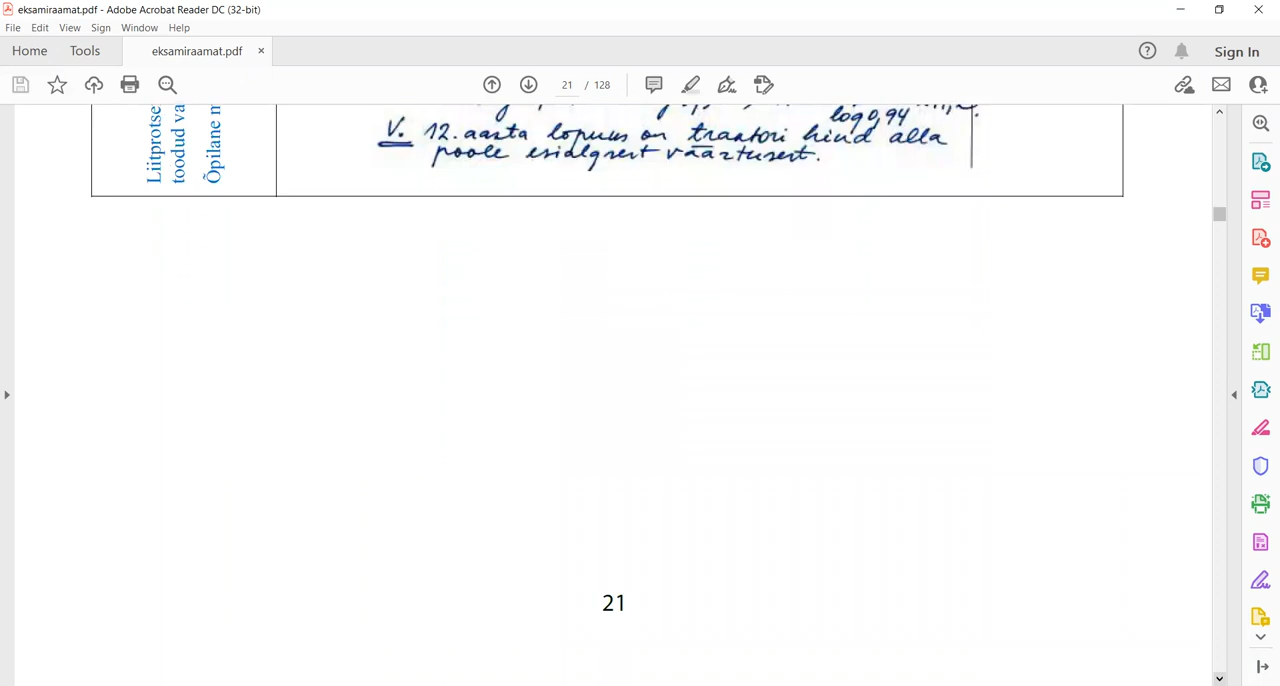 eksamiraamat.pdf - Adobe Acrobat Reader DC (32-bit)
File Edit View Sign Window Help
Home Tools eksamiraamat.pdf × Sign In
21 / 128
log 0,94
V. 12. aasta lõpuks on traktori hind alla
poole esialgsest väärtusest.
Liitprotse
toodud va
Õpilane m
21